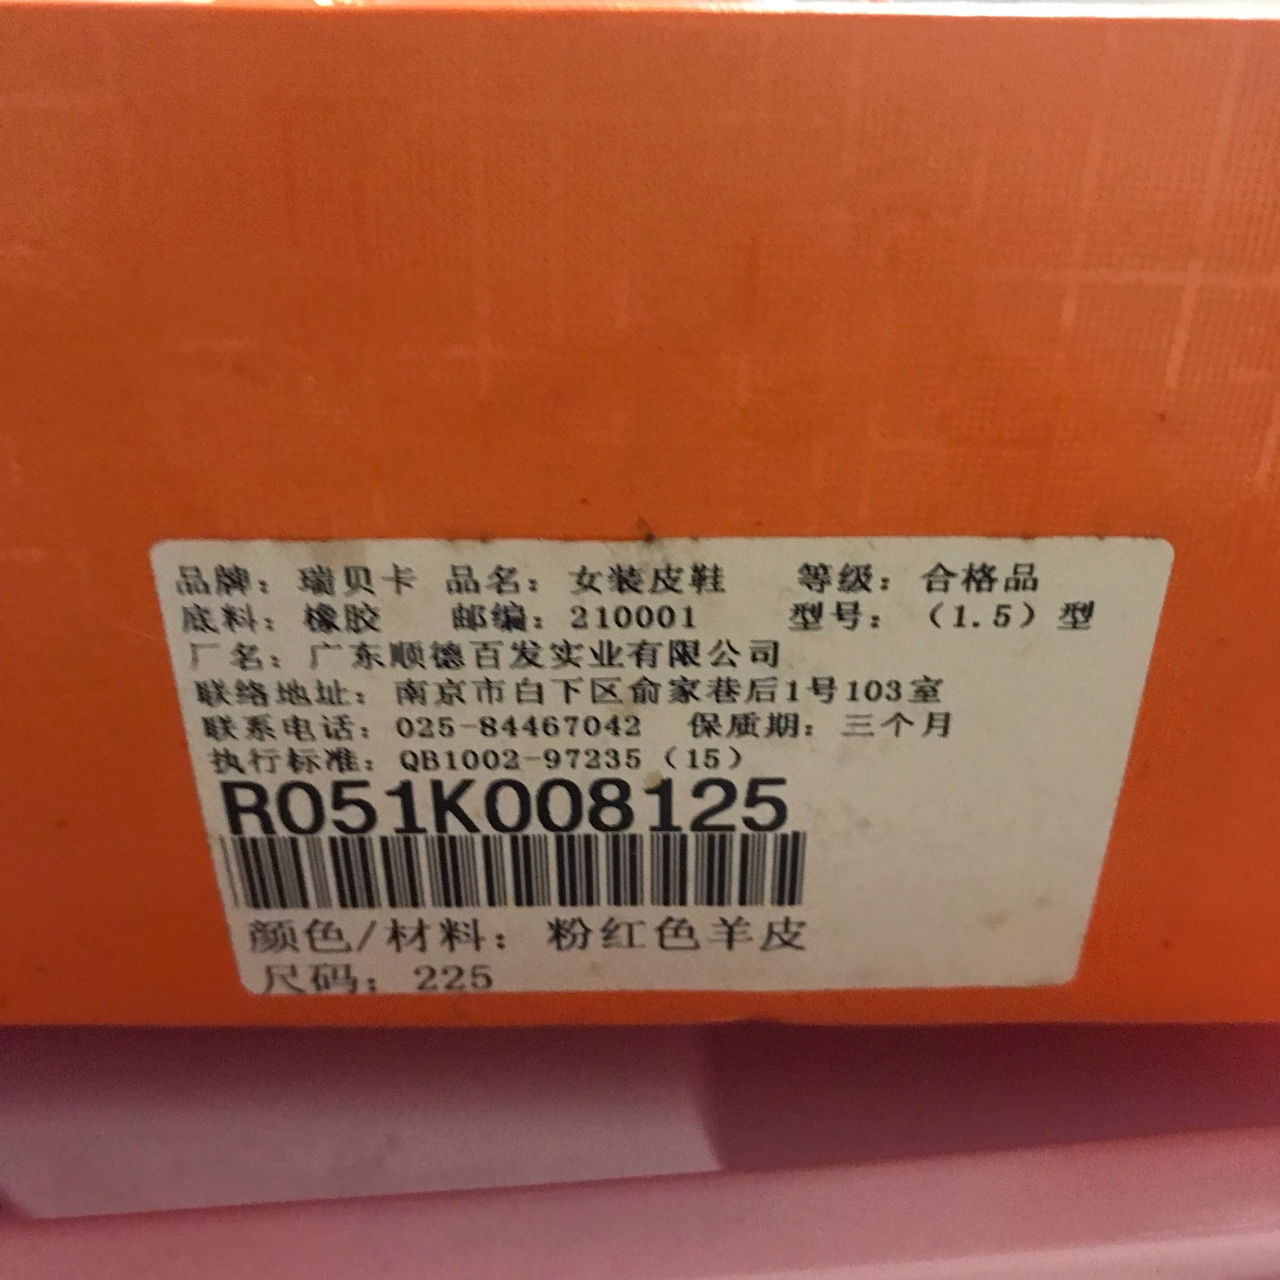 品牌：瑞贝卡 品名：女装皮鞋 等级：合格品
底料：橡胶 邮编：210001 型号：（1.5）型
厂名：广东顺德百发实业有限公司
联络地址：南京市白下区俞家巷后1号103室
联系电话：025-84467042 保质期：三个月
执行标准：QB1002-97235（15）
R051K008125
颜色/材料：粉红色羊皮
尺码：225